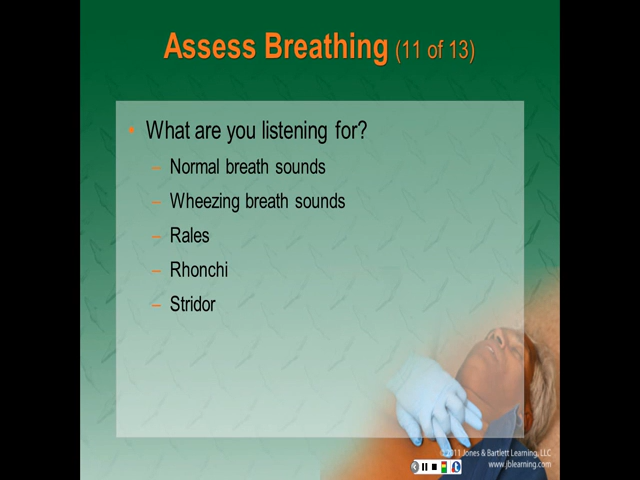 Assess Breathing (11 of 13)
• What are you listening for?
– Normal breath sounds
– Wheezing breath sounds
– Rales
– Rhonchi
– Stridor
© 2011 Jones & Bartlett Learning, LLC
www.jblearning.com